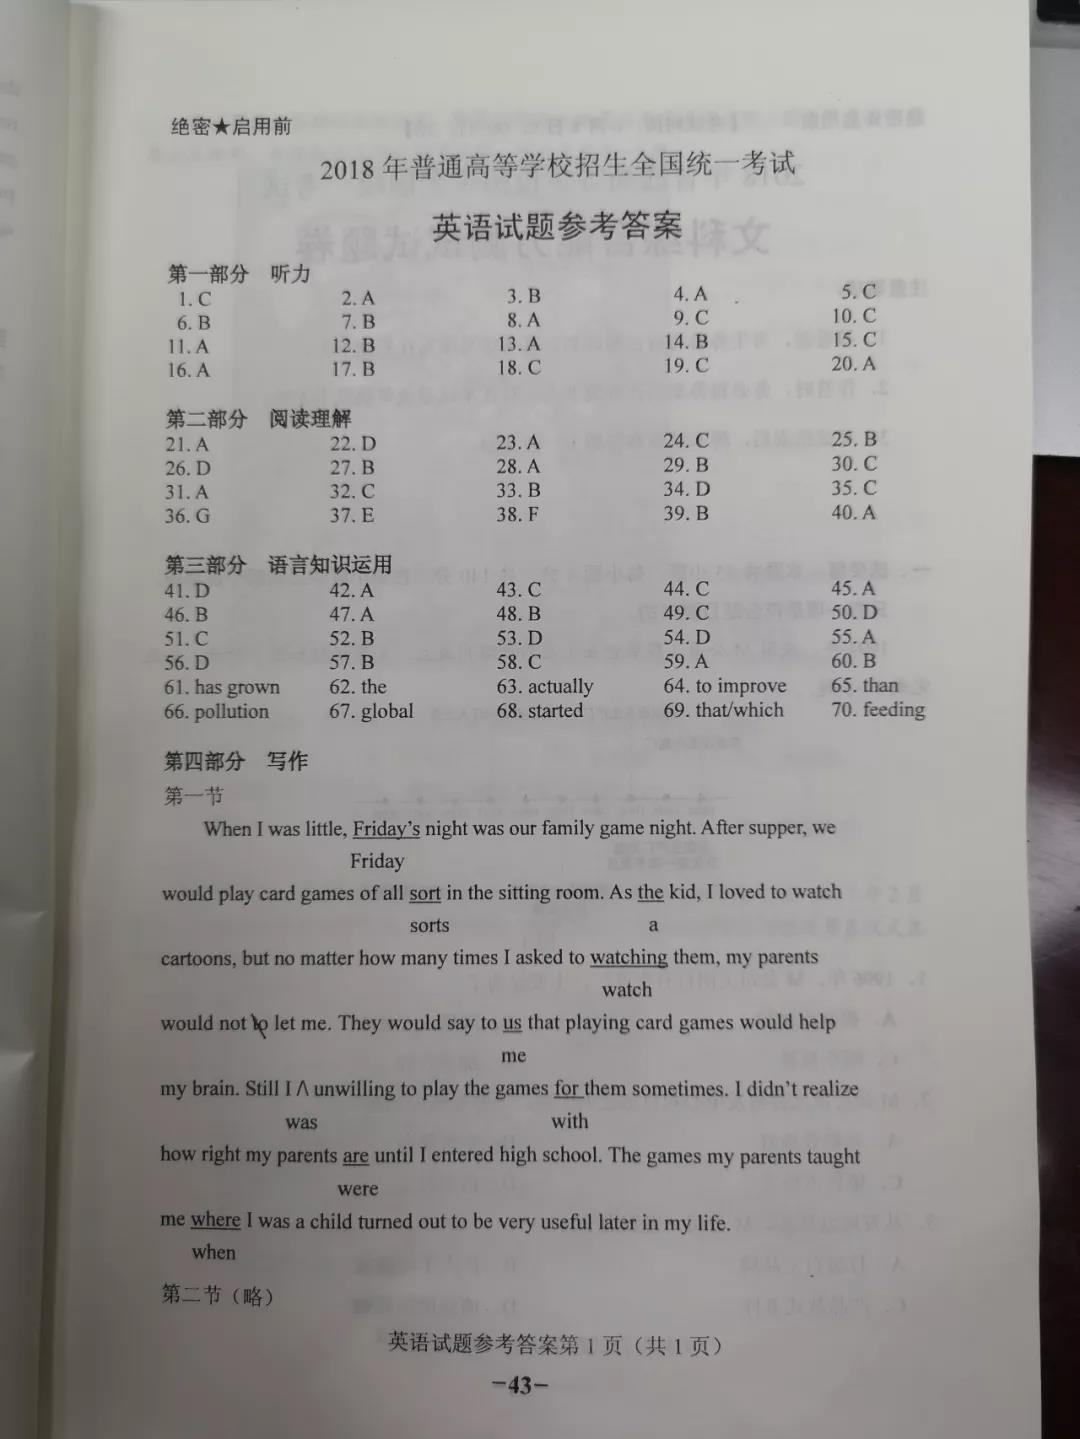 绝密★启用前
2018年普通高等学校招生全国统一考试
英语试题参考答案
第一部分 听力
1. C 2. A 3. B 4. A 5. C
6. B 7. B 8. A 9. C 10. C
11. A 12. B 13. A 14. B 15. C
16. A 17. B 18. C 19. C 20. A
第二部分 阅读理解
21. A 22. D 23. A 24. C 25. B
26. D 27. B 28. A 29. B 30. C
31. A 32. C 33. B 34. D 35. C
36. G 37. E 38. F 39. B 40. A
第三部分 语言知识运用
41. D 42. A 43. C 44. C 45. A
46. B 47. A 48. B 49. C 50. D
51. C 52. B 53. D 54. D 55. A
56. D 57. B 58. C 59. A 60. B
61. has grown 62. the 63. actually 64. to improve 65. than
66. pollution 67. global 68. started 69. that/which 70. feeding
第四部分 写作
第一节
When I was little, Friday's night was our family game night. After supper, we
Friday
would play card games of all sort in the sitting room. As the kid, I loved to watch
sorts a
cartoons, but no matter how many times I asked to watching them, my parents
watch
would not to let me. They would say to us that playing card games would help
me
my brain. Still I /\ unwilling to play the games for them sometimes. I didn't realize
was with
how right my parents are until I entered high school. The games my parents taught
were
me where I was a child turned out to be very useful later in my life.
when
第二节（略）
英语试题参考答案第1页（共1页）
－43－